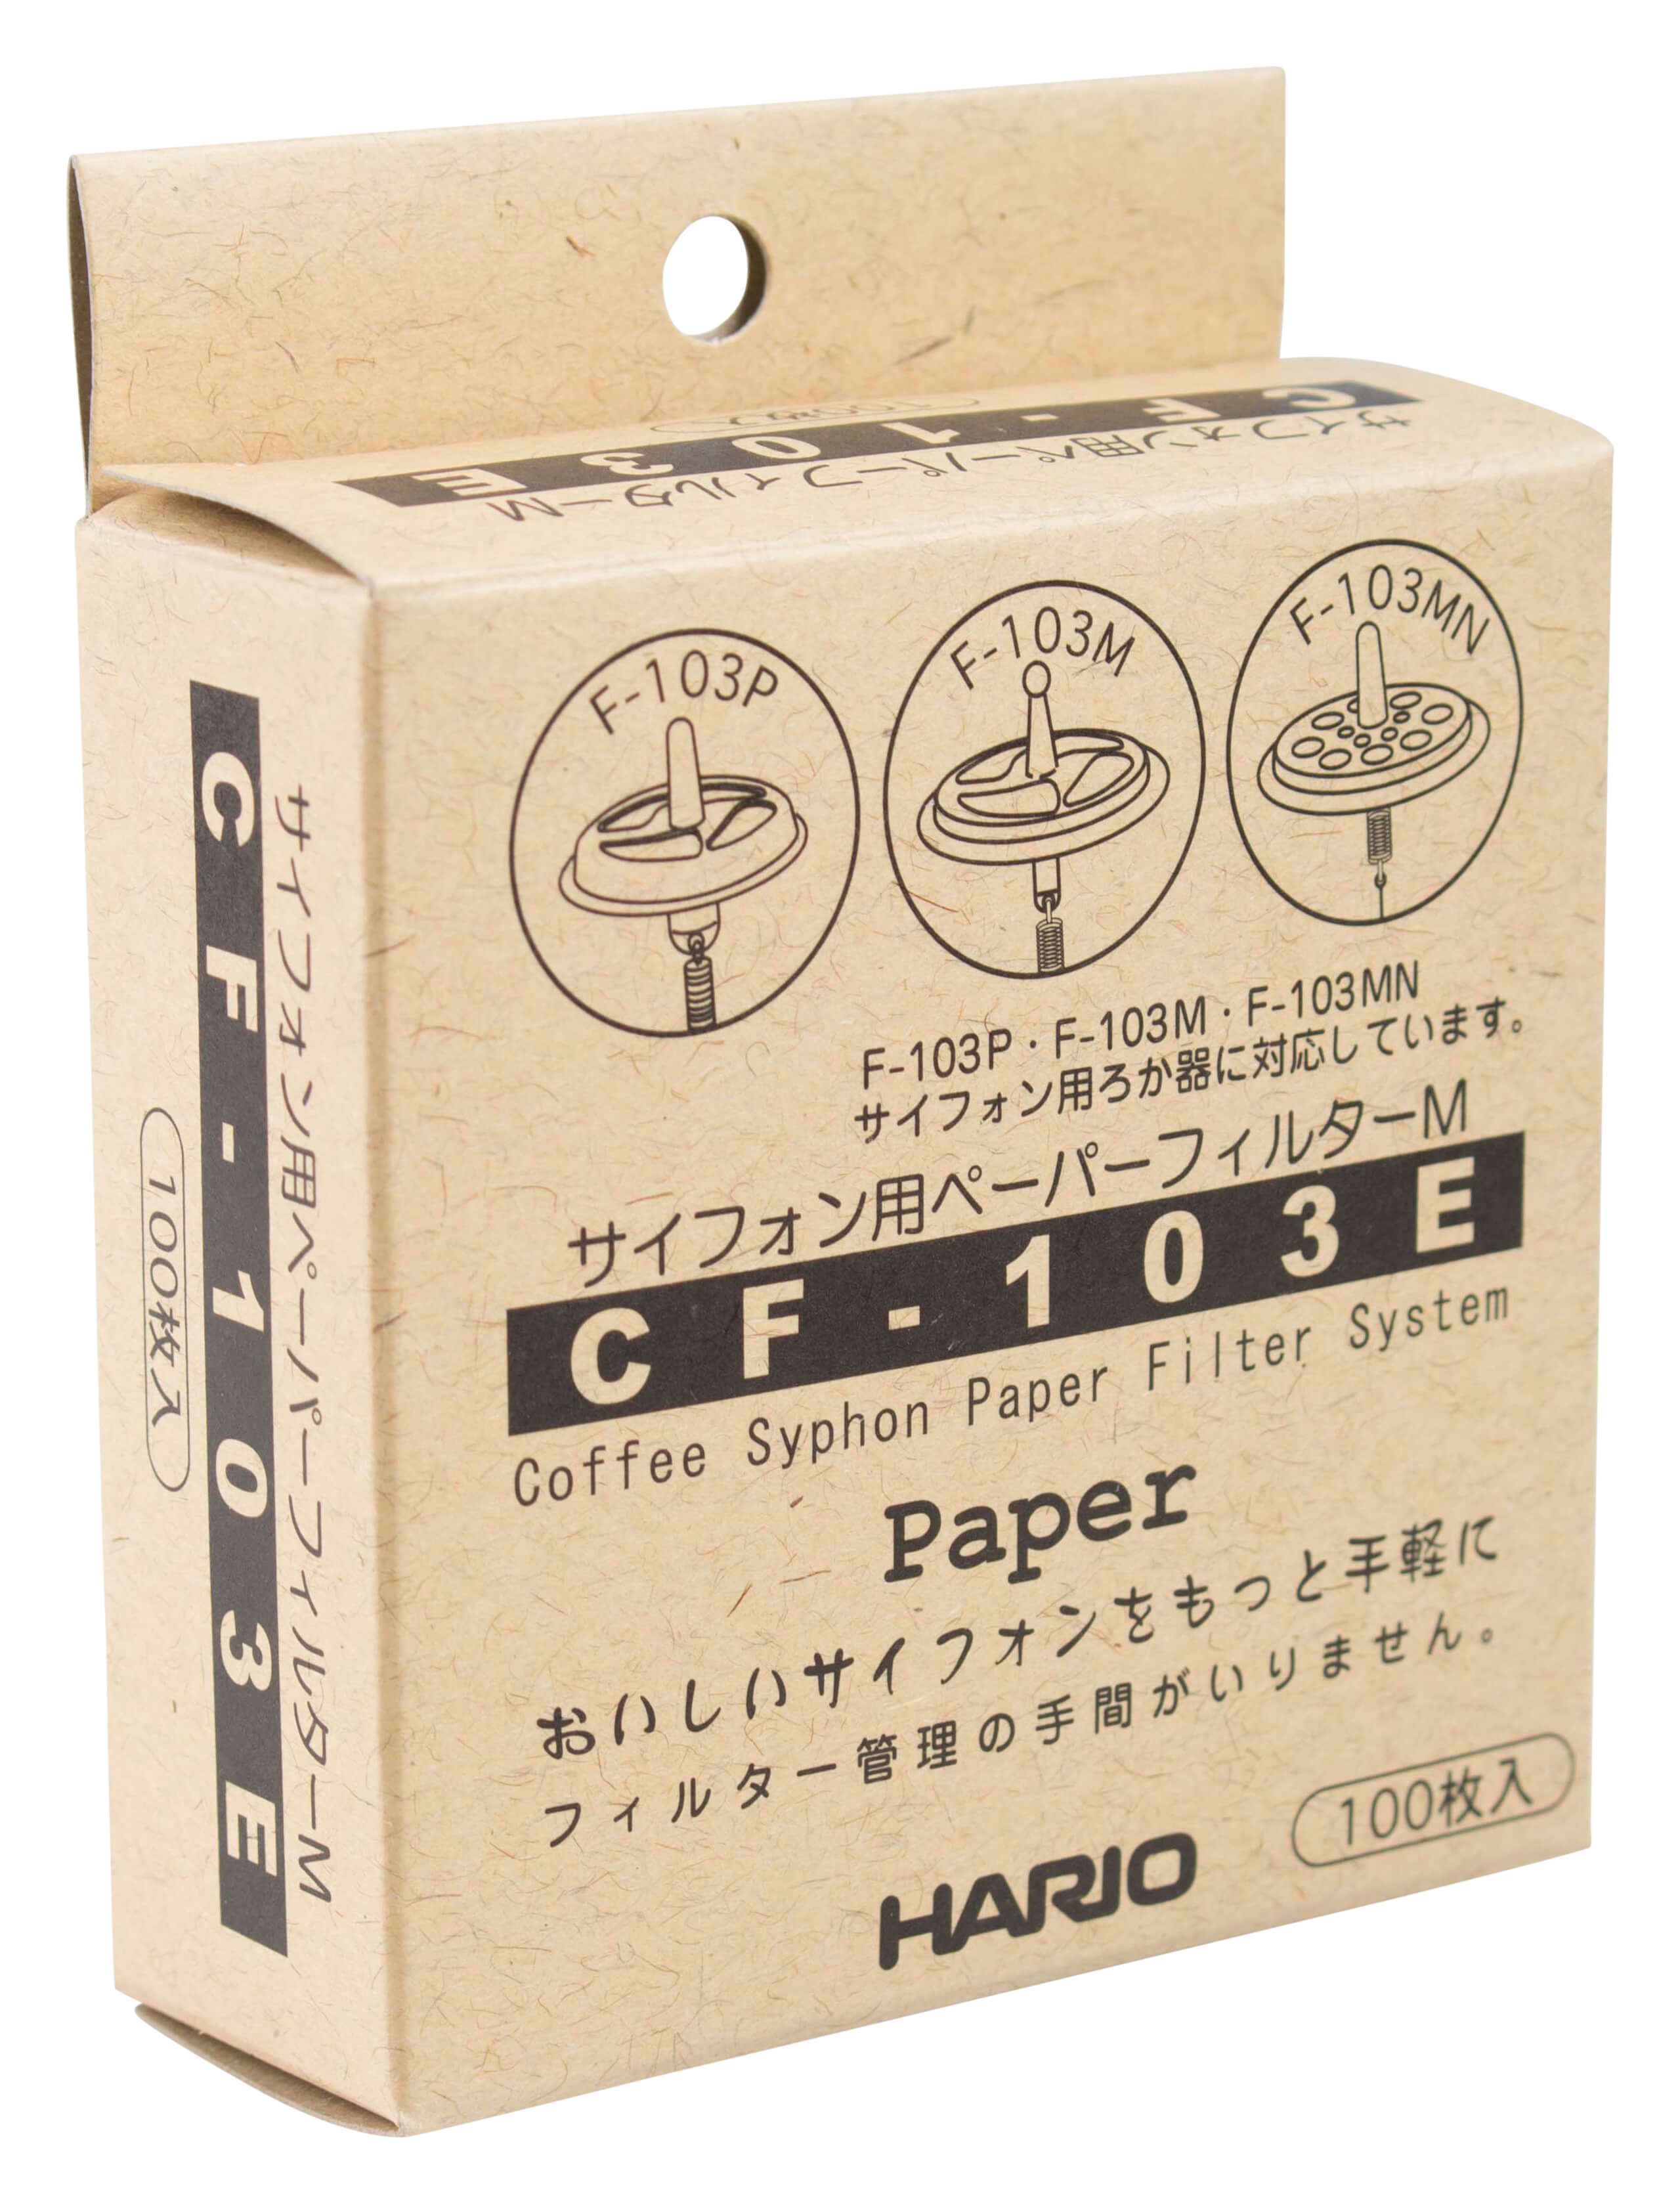 100枚入
CF-103E
サイフォン用ペーパーフィルターM
F-103P
F-103M
F-103MN
F-103P・F-103M・F-103MN
サイフォン用ろか器に対応しています。
サイフォン用ペーパーフィルターM
CF-103E
Coffee Syphon Paper Filter System
Paper
おいしいサイフォンをもっと手軽に
フィルター管理の手間がいりません。
HARIO
100枚入
サイフォン用ペーパーフィルターM
CF-103E
100枚入